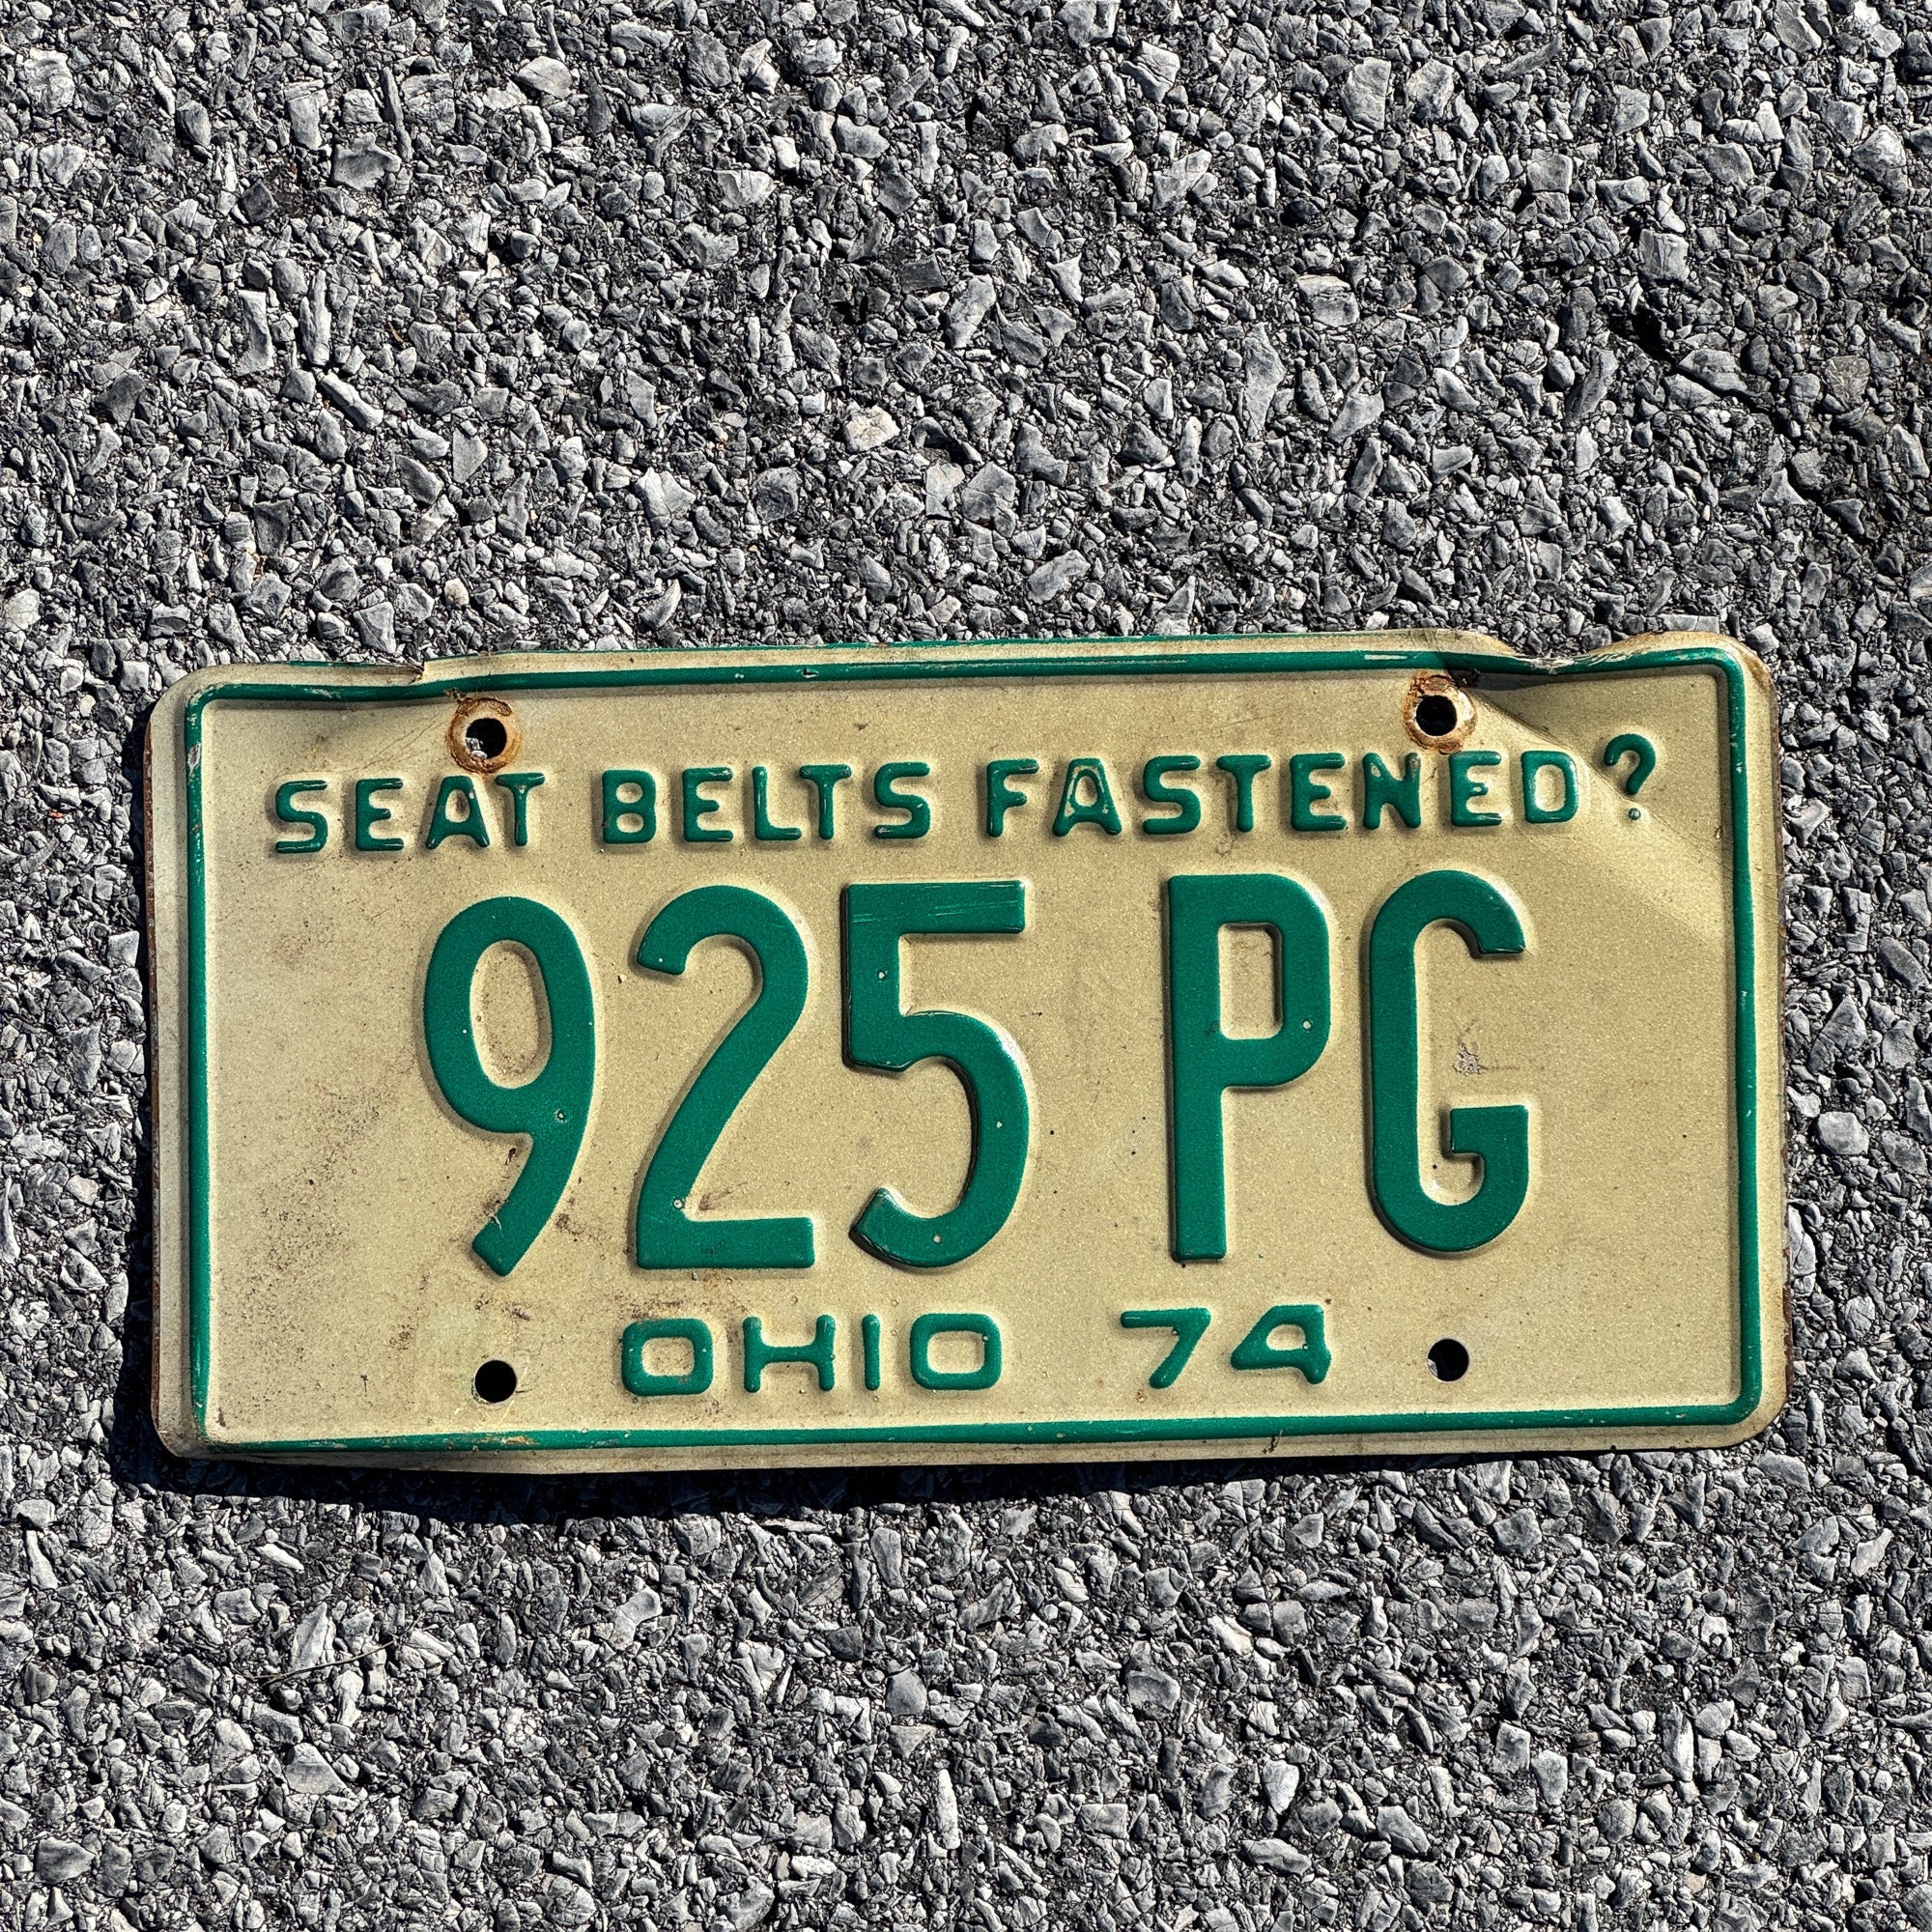 SEAT BELTS FASTENED?
925 PG
OHIO 74